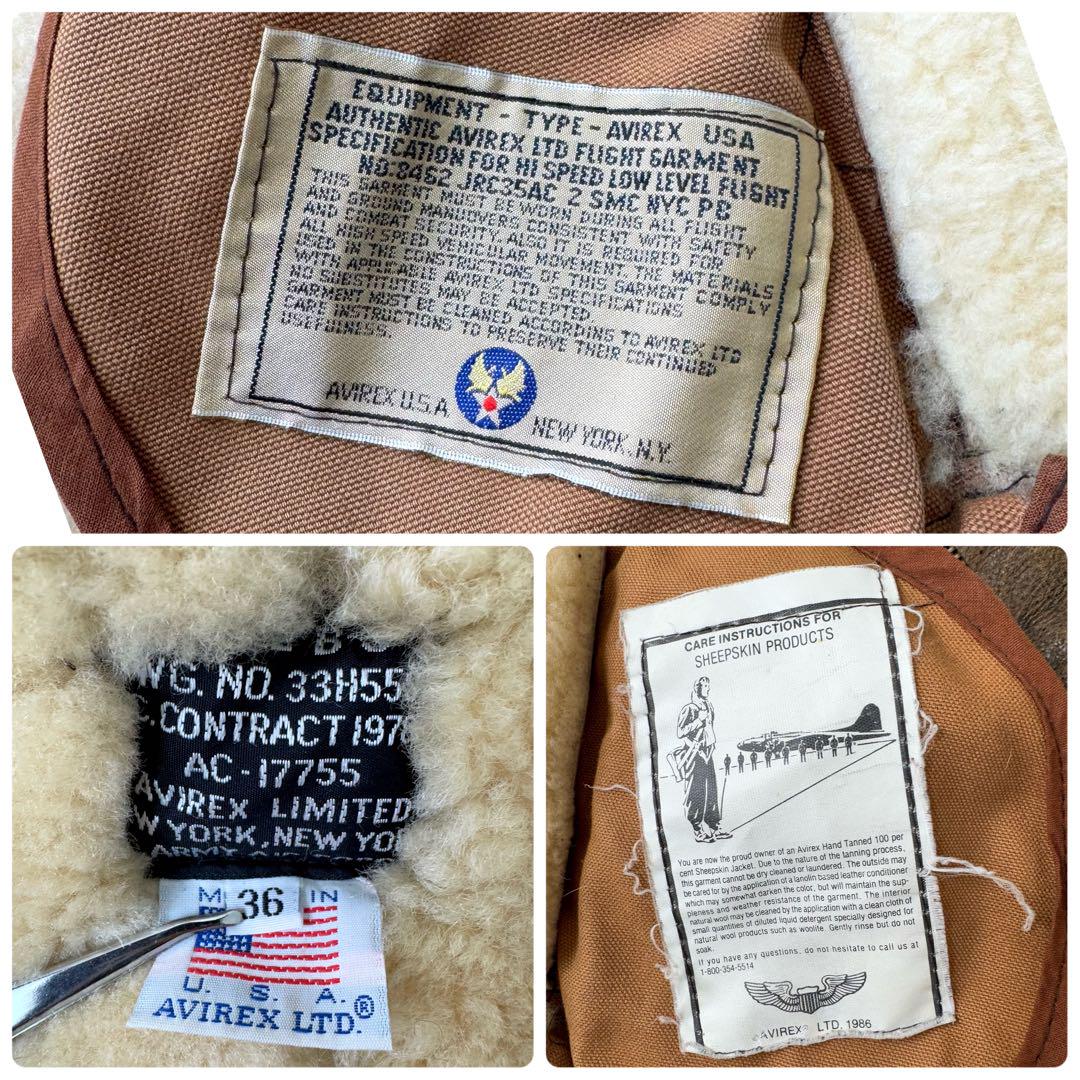 EQUIPMENT - TYPE - AVIREX USA
AUTHENTIC AVIREX LTD FLIGHT GARMENT
SPECIFICATION FOR HI SPEED LOW LEVEL FLIGHT
NO. 8462 JRC35AC 2 SMC NYC PB
THIS GARMENT MUST BE WORN DURING ALL FLIGHT
AND GROUND MANUOVERS CONSISTENT WITH SAFETY
AND COMBAT SECURITY. ALSO IT IS REQUIRED FOR
ALL HIGH SPEED VEHICULAR MOVEMENT. THE MATERIALS
USED IN THE CONSTRUCTIONS OF THIS GARMENT COMPLY
WITH APPLICABLE AVIREX LTD. SPECIFICATIONS
NO SUBSTITUTES MAY BE ACCEPTED
GARMENT MUST BE CLEANED ACCORDING TO AVIREX LTD
CARE INSTRUCTIONS TO PRESERVE THEIR CONTINUED
USEFULNESS.
AVIREX U.S.A NEW YORK, N.Y.
WG. NO. 33H55
CONTRACT 197
AC-17755
AVIREX LIMITED
W YORK, NEW YO
ARMY
M 36 IN
U. S. A.
AVIREX LTD.®
CARE INSTRUCTIONS FOR
SHEEPSKIN PRODUCTS
You are now the proud owner of an Avirex Hand Tanned 100 per
cent Sheepskin Jacket. Due to the nature of the tanning process,
this garment cannot be dry cleaned or laundered. The outside may
be cared for by the application of a lanolin based leather conditioner
which may somewhat darken the color, but will maintain the sup-
pleness and weather resistance of the garment. The interior
natural wool may be cleaned by the application with a clean cloth of
small quantities of diluted liquid detergent specially designed for
natural wool products such as woolite. Gently rinse but do not
soak.
If you have any questions, do not hesitate to call us at
1-800-354-5514
AVIREX® LTD. 1986